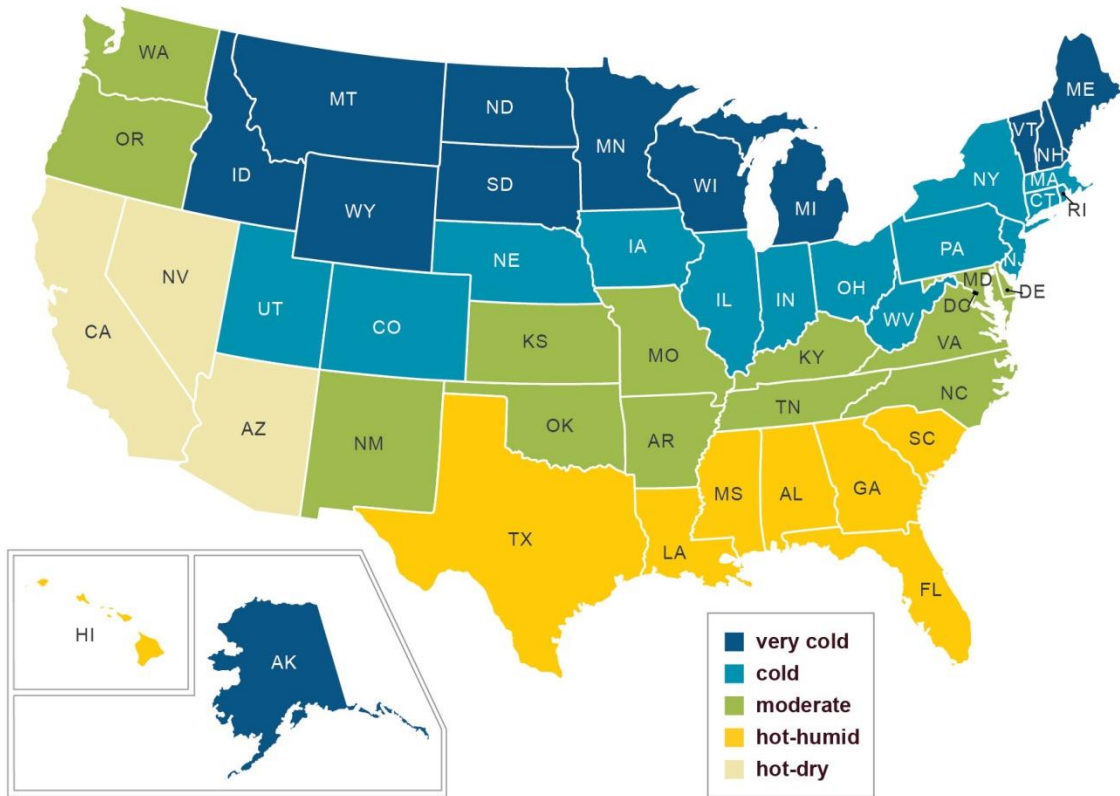 WA
MT
ND
MN
ME
VT
NH
OR
ID
SD
WI
NY
MA
WY
MI
CT
RI
IA
PA
NE
NJ
NV
OH
MD
IL
IN
DE
UT
DC
CO
WV
CA
KS
MO
KY
VA
TN
NC
AZ
OK
NM
AR
SC
MS
AL
GA
TX
LA
FL
HI
AK
very cold
cold
moderate
hot-humid
hot-dry